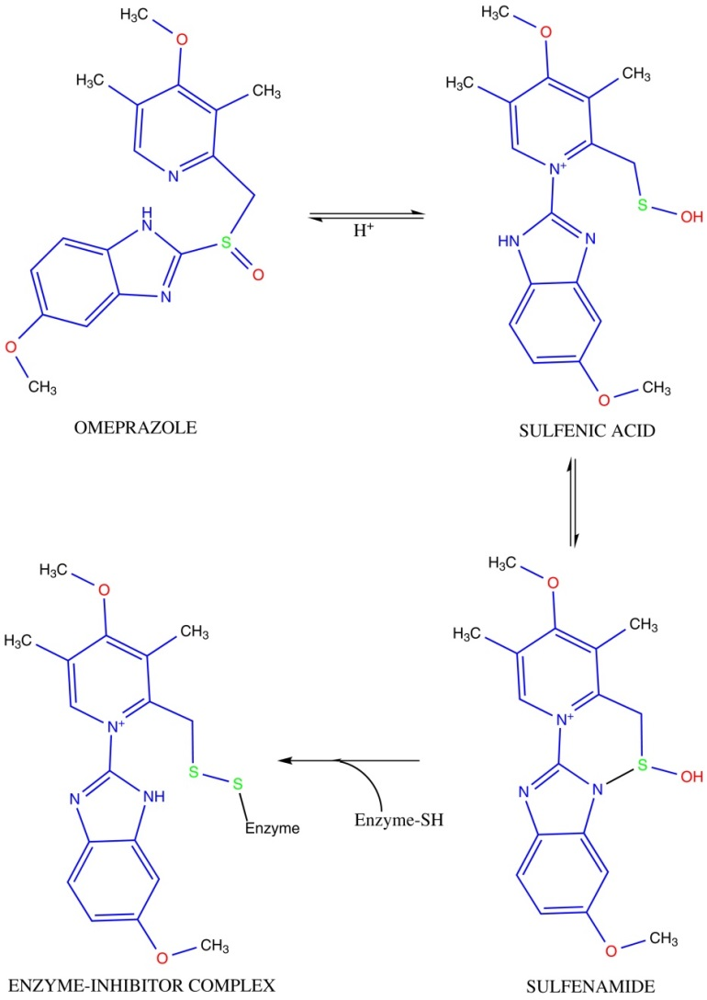 H₃C
O
H₃C
CH₃
N
H
N
S
O
N
O
CH₃
OMEPRAZOLE
H⁺
H₃C
O
H₃C
CH₃
N⁺
S
OH
HN
N
O
CH₃
SULFENIC ACID
H₃C
O
H₃C
CH₃
N⁺
S
S
N
NH
Enzyme
O
CH₃
ENZYME-INHIBITOR COMPLEX
Enzyme-SH
H₃C
O
H₃C
CH₃
N⁺
S
OH
N
N
O
CH₃
SULFENAMIDE